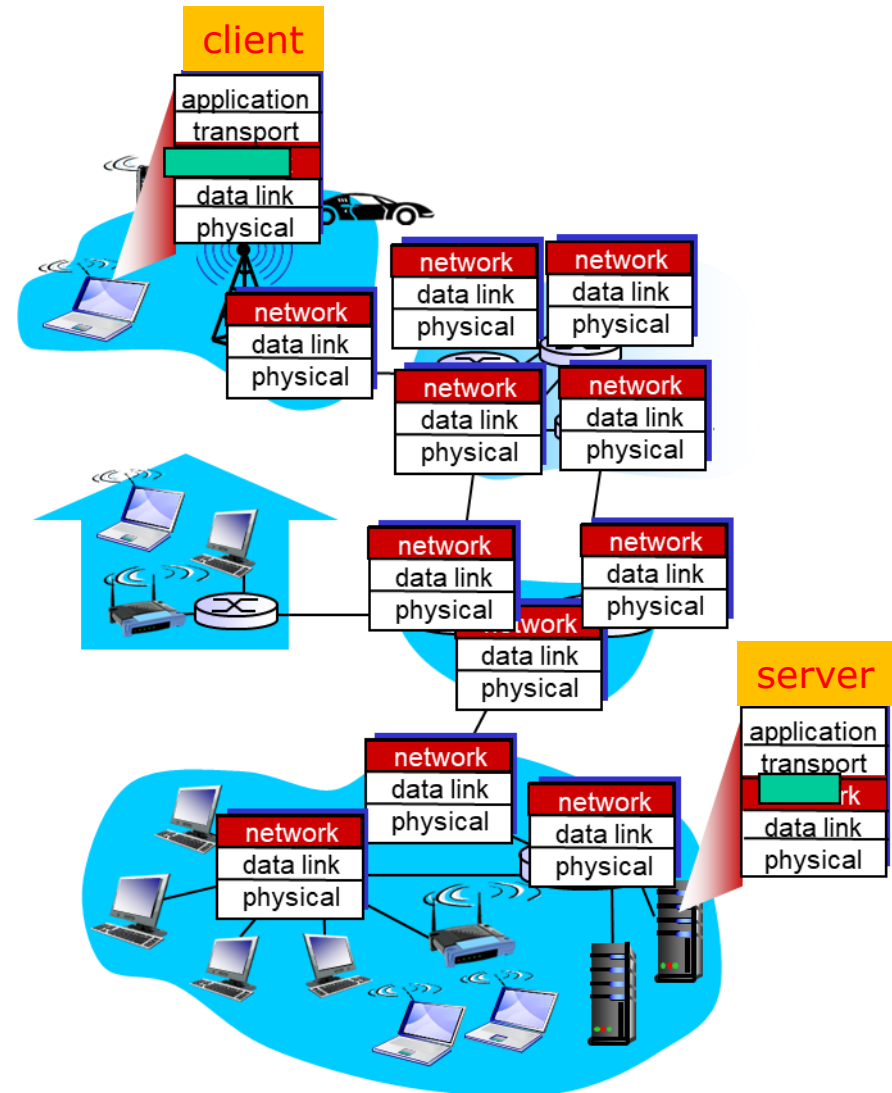 client
application
transport
data link
physical
network
data link
physical
network
data link
physical
network
data link
physical
network
data link
physical
network
data link
physical
network
data link
physical
network
data link
physical
network
data link
physical
server
application
transport
rk
data link
physical
network
data link
physical
network
data link
physical
network
data link
physical